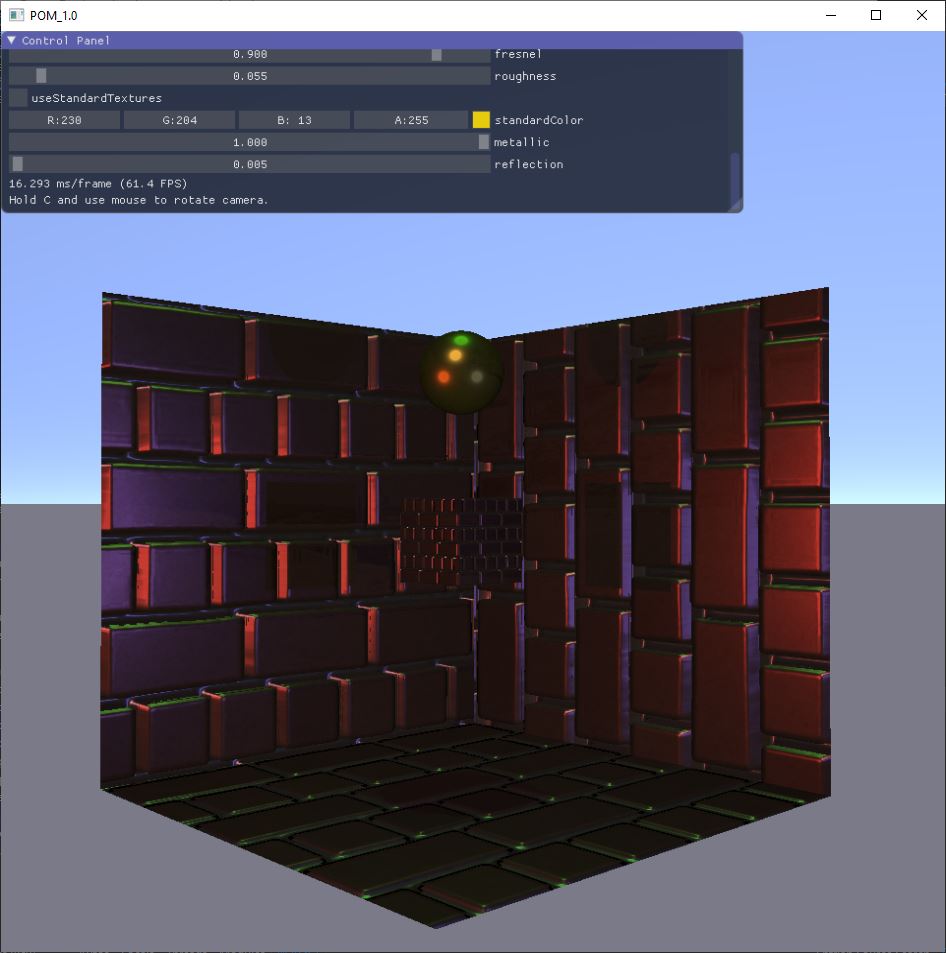 POM_1.0
Control Panel
0.900 fresnel
0.055 roughness
useStandardTextures
R:230 G:204 B: 13 A:255 standardColor
1.000 metallic
0.005 reflection
16.293 ms/frame (61.4 FPS)
Hold C and use mouse to rotate camera.